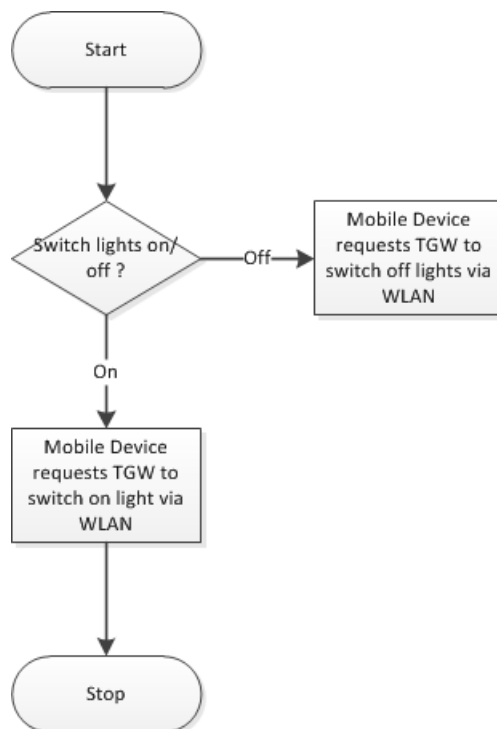 Start
Switch lights on/
off ?
Off
Mobile Device
requests TGW to
switch off lights via
WLAN
On
Mobile Device
requests TGW to
switch on light via
WLAN
Stop